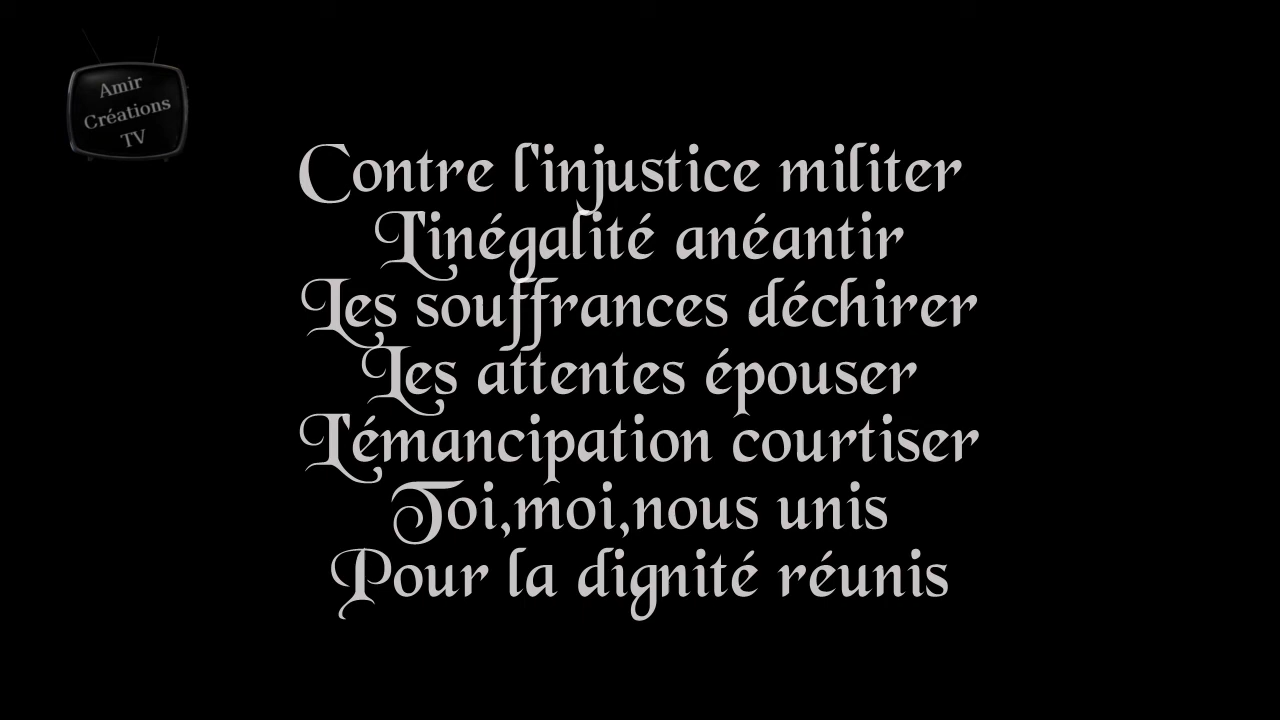 Amir
Créations
TV
Contre l'injustice militer
L'inégalité anéantir
Les souffrances déchirer
Les attentes épouser
L'émancipation courtiser
Toi,moi,nous unis
Pour la dignité réunis